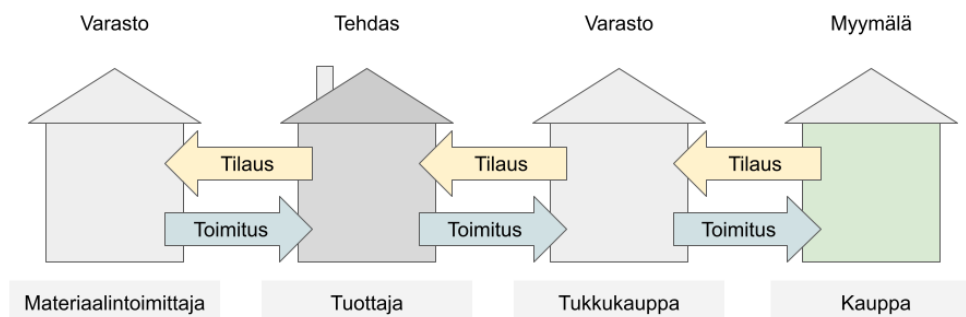 Varasto
Tehdas
Varasto
Myymälä
Tilaus
Tilaus
Tilaus
Toimitus
Toimitus
Toimitus
Materiaalintoimittaja
Tuottaja
Tukkukauppa
Kauppa